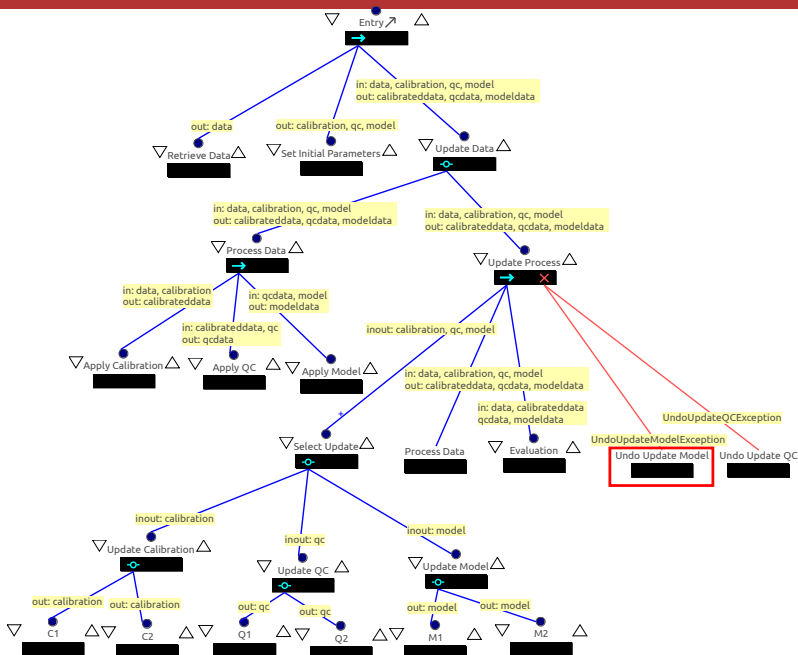 Entry
in: data, calibration, qc, model
out: calibrateddata, qcdata, modeldata
out: data
out: calibration, qc, model
Retrieve Data
Set Initial Parameters
Update Data
in: data, calibration, qc, model
out: calibrateddata, qcdata, modeldata
in: data, calibration, qc, model
out: calibrateddata, qcdata, modeldata
Process Data
Update Process
in: data, calibration
out: calibrateddata
in: qcdata, model
out: modeldata
in: calibrateddata, qc
out: qcdata
inout: calibration, qc, model
Apply Calibration
Apply QC
Apply Model
in: data, calibration, qc, model
out: calibrateddata, qcdata, modeldata
in: data, calibrateddata
qcdata, modeldata
UndoUpdateQCException
UndoUpdateModelException
Select Update
Process Data
Evaluation
Undo Update Model
Undo Update QC
inout: calibration
inout: qc
inout: model
Update Calibration
Update QC
Update Model
out: calibration
out: calibration
out: qc
out: qc
out: model
out: model
C1
C2
Q1
Q2
M1
M2